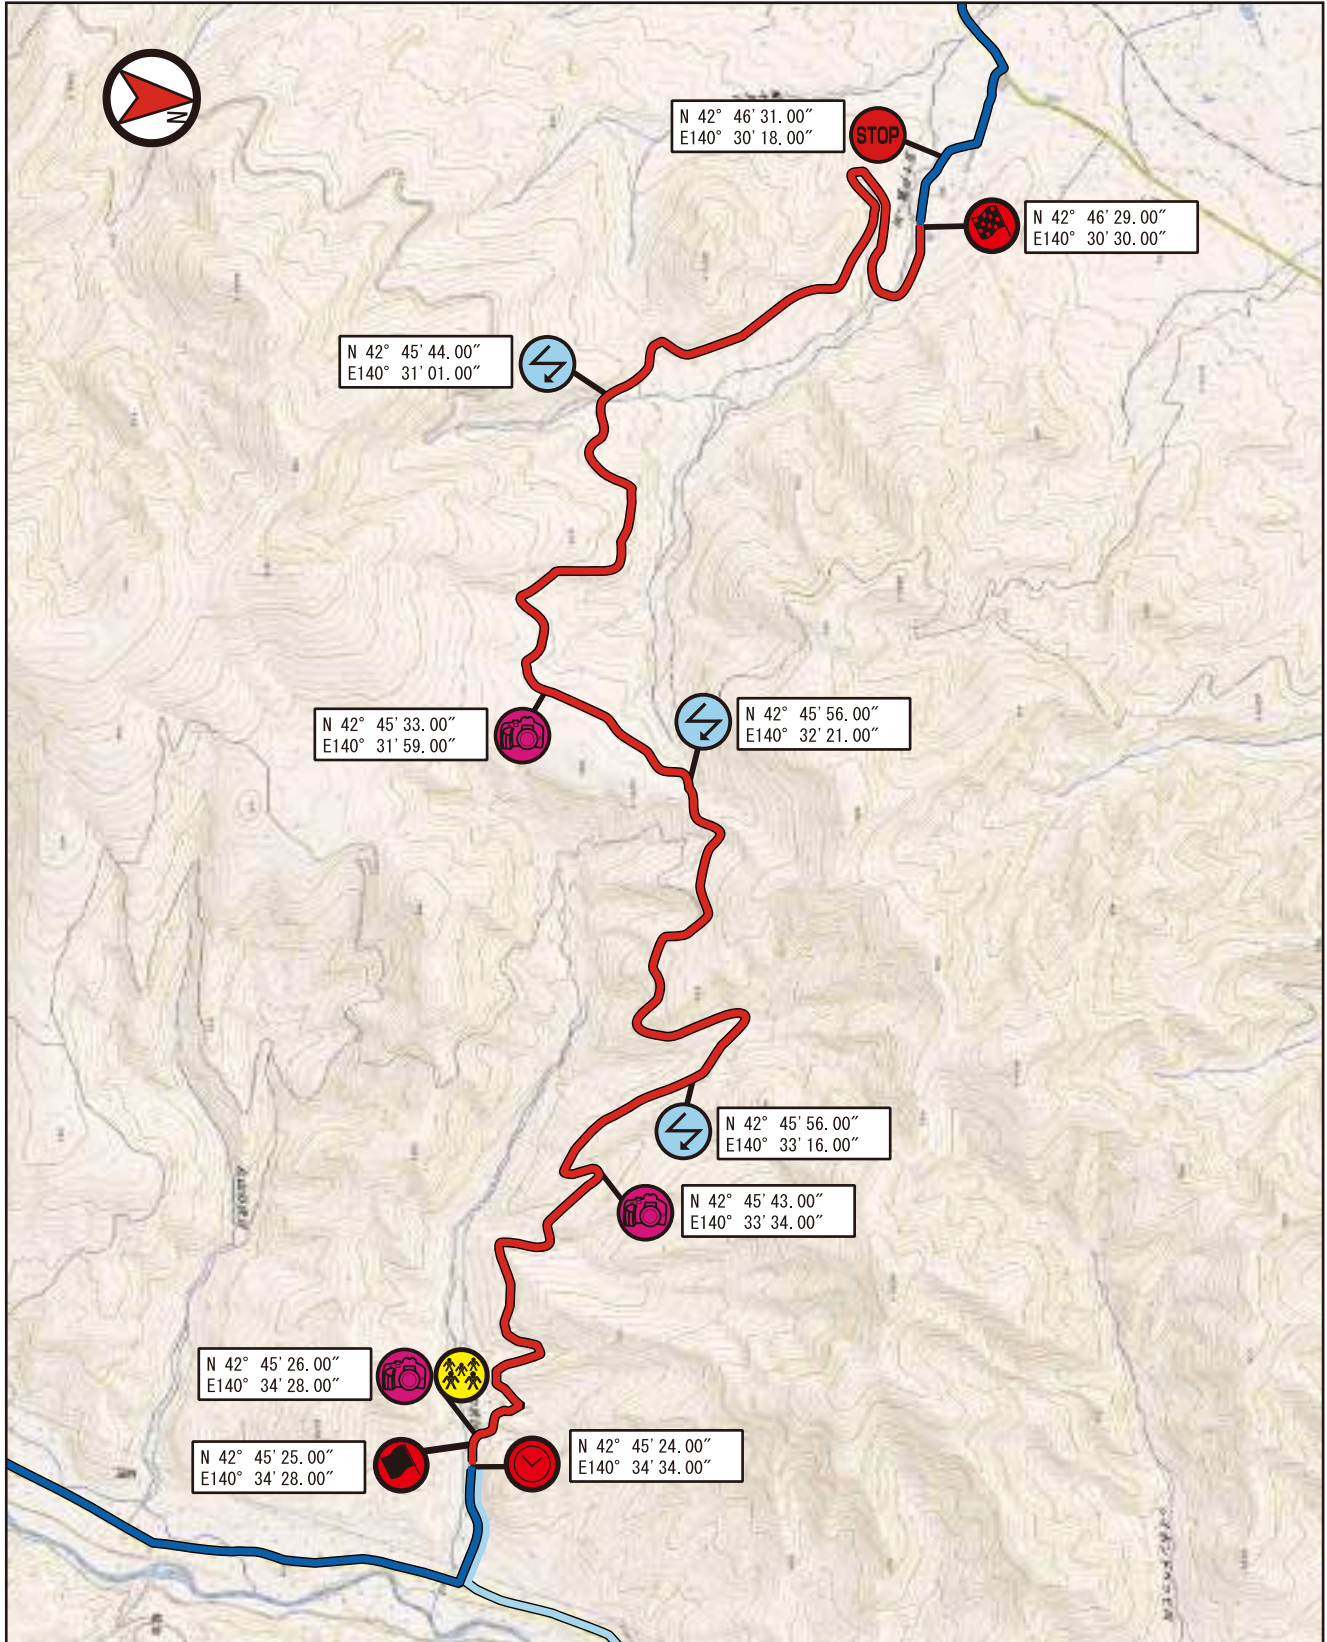 N
N 42° 46′ 31.00″
E140° 30′ 18.00″
STOP
N 42° 46′ 29.00″
E140° 30′ 30.00″
N 42° 45′ 44.00″
E140° 31′ 01.00″
N 42° 45′ 33.00″
E140° 31′ 59.00″
N 42° 45′ 56.00″
E140° 32′ 21.00″
N 42° 45′ 56.00″
E140° 33′ 16.00″
N 42° 45′ 43.00″
E140° 33′ 34.00″
N 42° 45′ 26.00″
E140° 34′ 28.00″
N 42° 45′ 25.00″
E140° 34′ 28.00″
N 42° 45′ 24.00″
E140° 34′ 34.00″